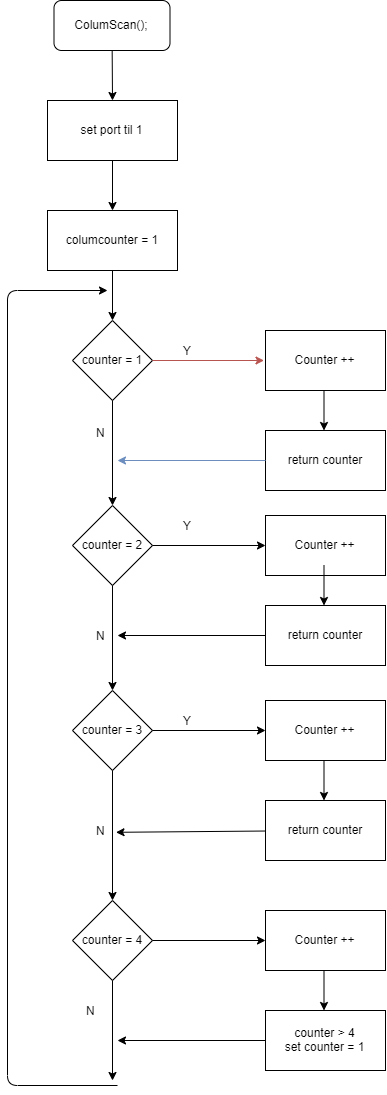 ColumScan();
set port til 1
columcounter = 1
counter = 1
Y
Counter ++
N
return counter
counter = 2
Y
Counter ++
N
return counter
counter = 3
Y
Counter ++
N
return counter
counter = 4
Counter ++
N
counter > 4
set counter = 1